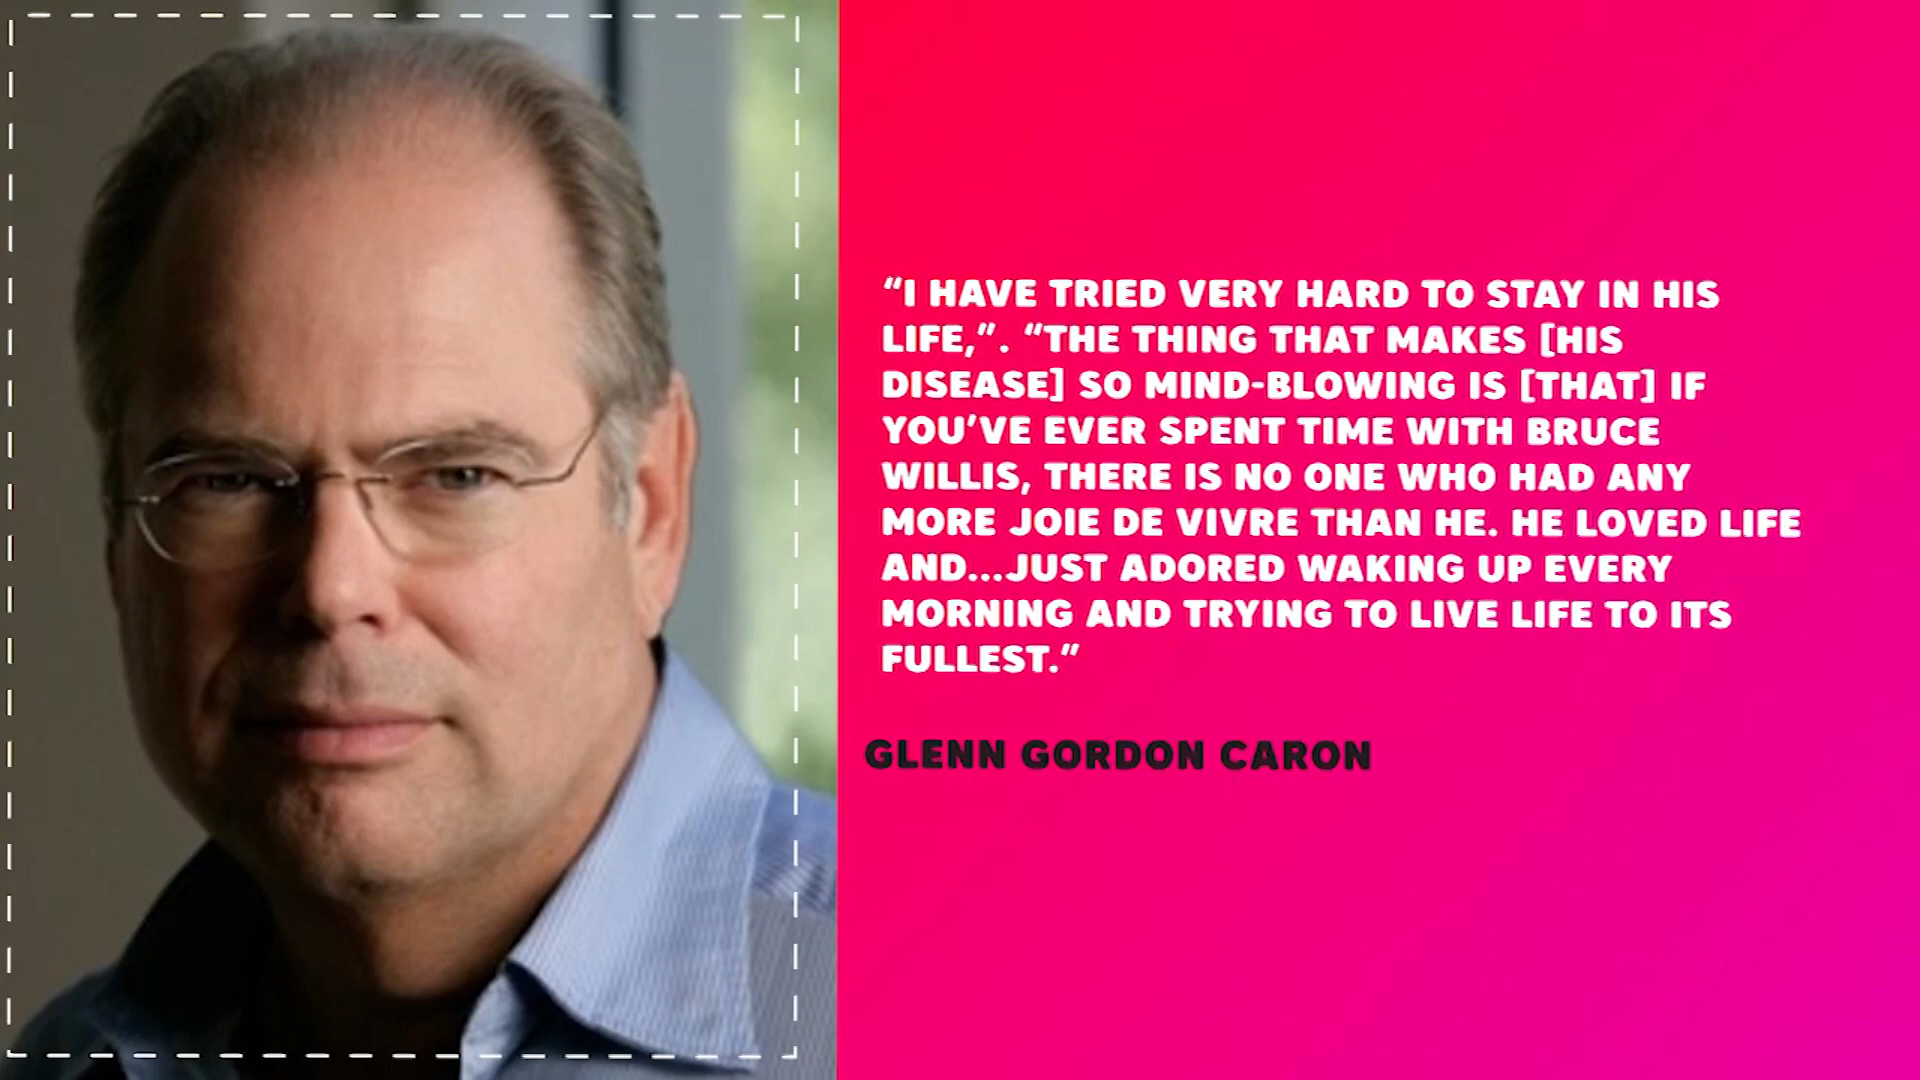 “I HAVE TRIED VERY HARD TO STAY IN HIS
LIFE,”. “THE THING THAT MAKES [HIS
DISEASE] SO MIND-BLOWING IS [THAT] IF
YOU’VE EVER SPENT TIME WITH BRUCE
WILLIS, THERE IS NO ONE WHO HAD ANY
MORE JOIE DE VIVRE THAN HE. HE LOVED LIFE
AND...JUST ADORED WAKING UP EVERY
MORNING AND TRYING TO LIVE LIFE TO ITS
FULLEST.”
GLENN GORDON CARON